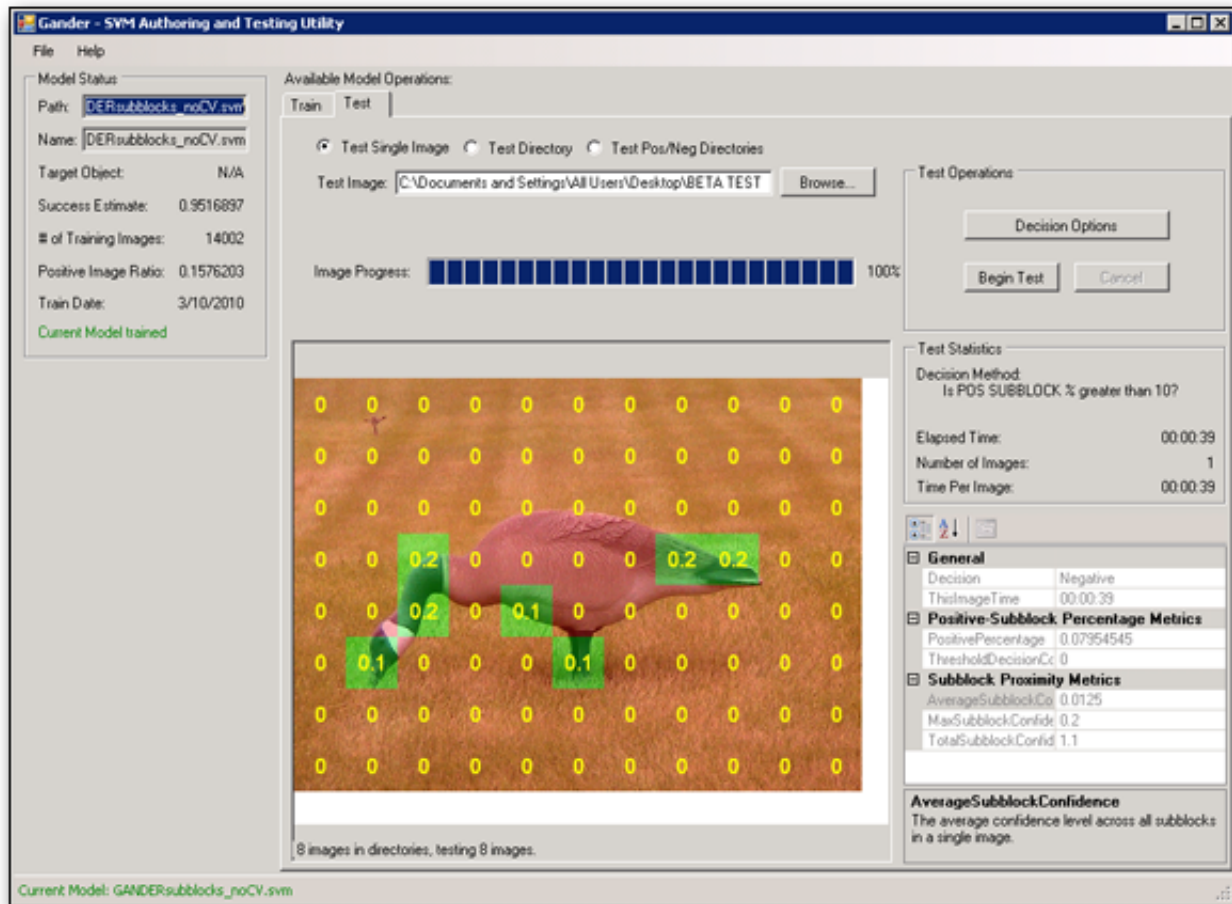 Gander - SVM Authoring and Testing Utility
File Help
Model Status
Path: DERsubblocks_noCV.svm
Name: DERsubblocks_noCV.svm
Target Object: N/A
Success Estimate: 0.9516897
# of Training Images: 14002
Positive Image Ratio: 0.1576203
Train Date: 3/10/2010
Current Model trained
Available Model Operations:
Train Test
Test Single Image Test Directory Test Pos/Neg Directories
Test Image: C:\Documents and Settings\All Users\Desktop\BETA TEST Browse...
Image Progress: 100%
Test Operations
Decision Options
Begin Test Cancel
0 0 0 0 0 0 0 0 0 0 0
0 0 0 0 0 0 0 0 0 0 0
0 0 0 0 0 0 0 0 0 0 0
0 0 0.2 0 0 0 0 0.2 0.2 0 0
0 0 0.2 0 0.1 0 0 0 0 0 0
0 0.1 0 0 0 0.1 0 0 0 0 0
0 0 0 0 0 0 0 0 0 0 0
0 0 0 0 0 0 0 0 0 0 0
8 images in directories, testing 8 images.
Test Statistics
Decision Method:
Is POS SUBBLOCK % greater than 10?
Elapsed Time: 00:00:39
Number of Images: 1
Time Per Image: 00:00:39
General
Decision Negative
ThisImageTime 00:00:39
Positive-Subblock Percentage Metrics
PositivePercentage 0.07954545
ThresholdDecisionCc 0
Subblock Proximity Metrics
AverageSubblockCo 0.0125
MaxSubblockConfide 0.2
TotalSubblockConfid 1.1
AverageSubblockConfidence
The average confidence level across all subblocks
in a single image.
Current Model: GANDERsubblocks_noCV.svm